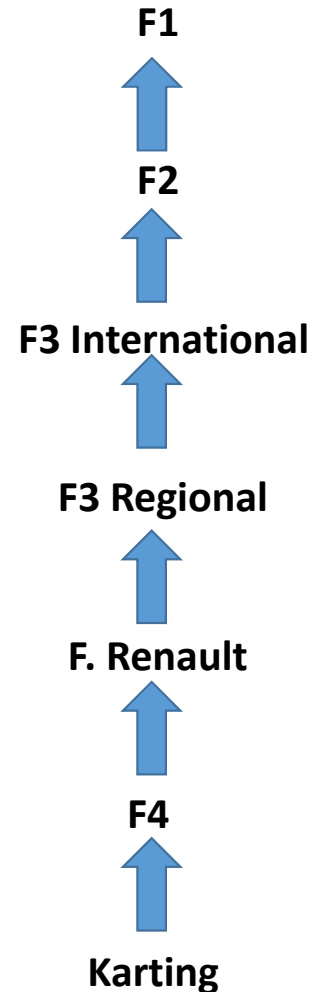 F1
F2
F3 International
F3 Regional
F. Renault
F4
Karting